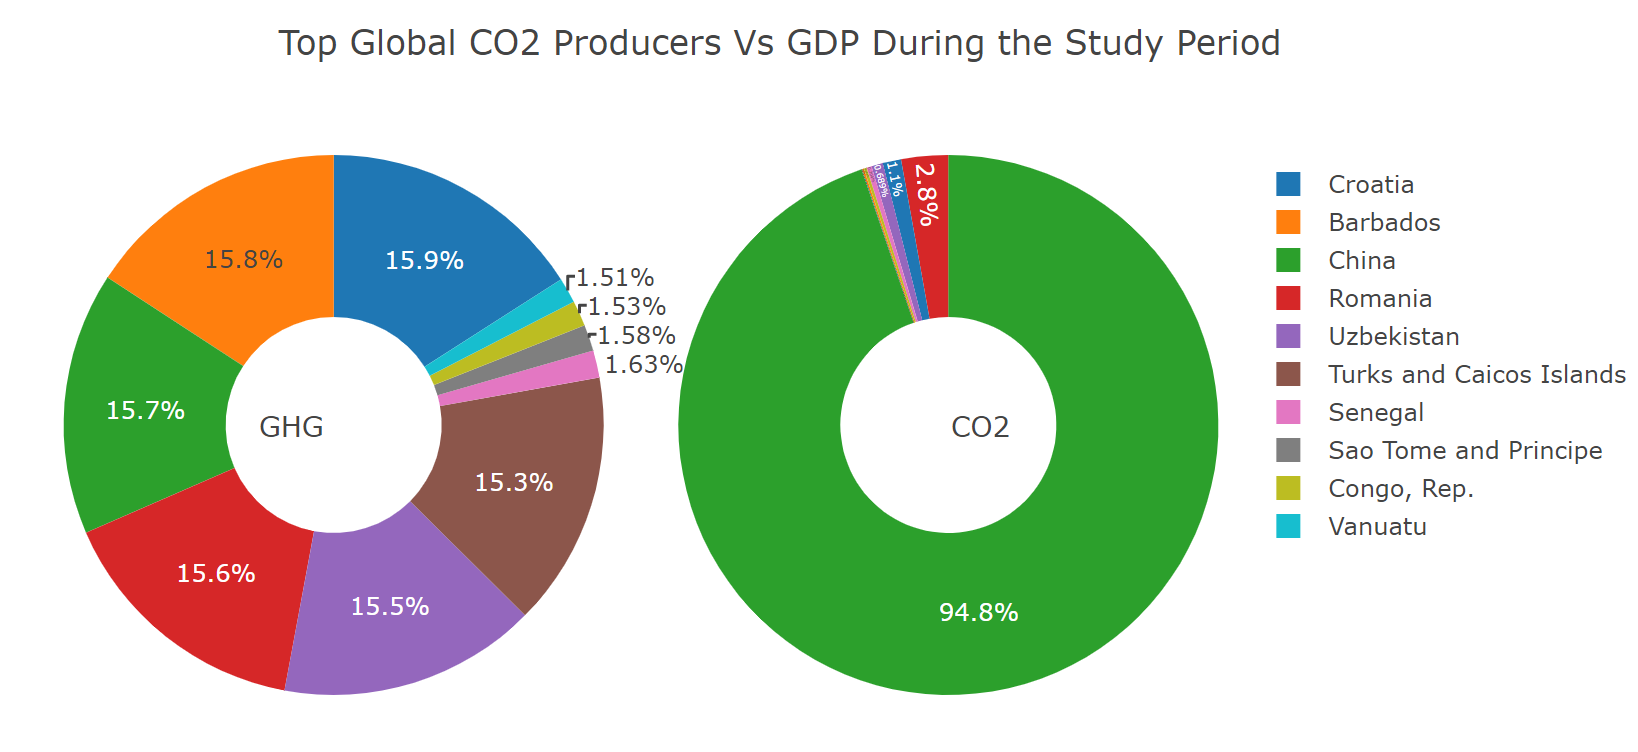 Top Global CO2 Producers Vs GDP During the Study Period
15.9%
15.8%
15.7%
15.6%
15.5%
15.3%
1.63%
1.58%
1.53%
1.51%
GHG
94.8%
2.8%
1.1%
0.689%
CO2
Croatia
Barbados
China
Romania
Uzbekistan
Turks and Caicos Islands
Senegal
Sao Tome and Principe
Congo, Rep.
Vanuatu